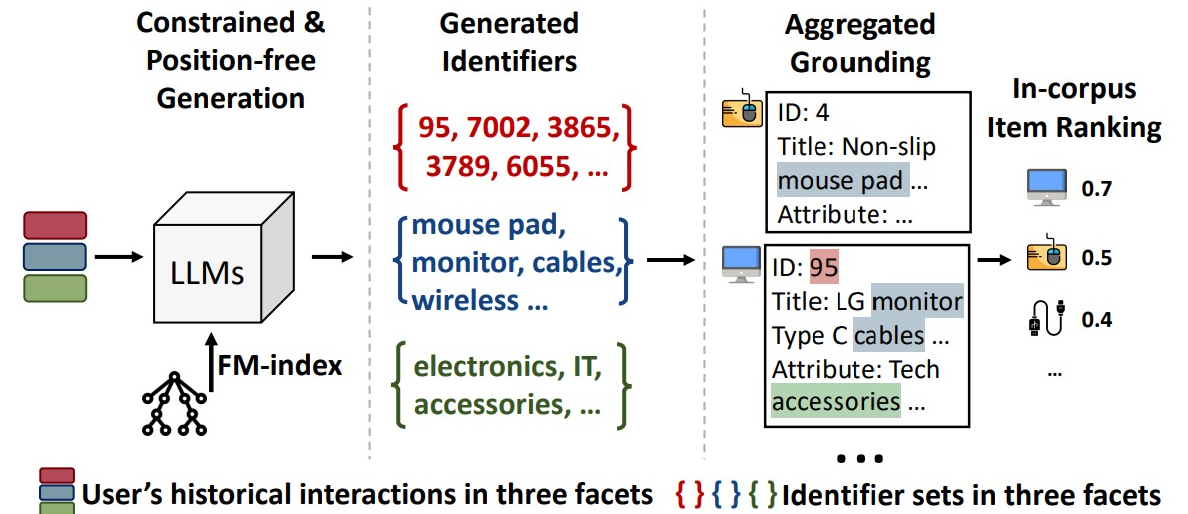 Constrained &
Position-free
Generation
Generated
Identifiers
Aggregated
Grounding
In-corpus
Item Ranking
LLMs
FM-index
{ 95, 7002, 3865,
3789, 6055, ... }
{ mouse pad,
monitor, cables,
wireless ... }
{ electronics, IT,
accessories, ... }
ID: 4
Title: Non-slip
mouse pad ...
Attribute: ...
ID: 95
Title: LG monitor
Type C cables ...
Attribute: Tech
accessories ...
...
0.7
0.5
0.4
...
User's historical interactions in three facets
{ } { } { } Identifier sets in three facets